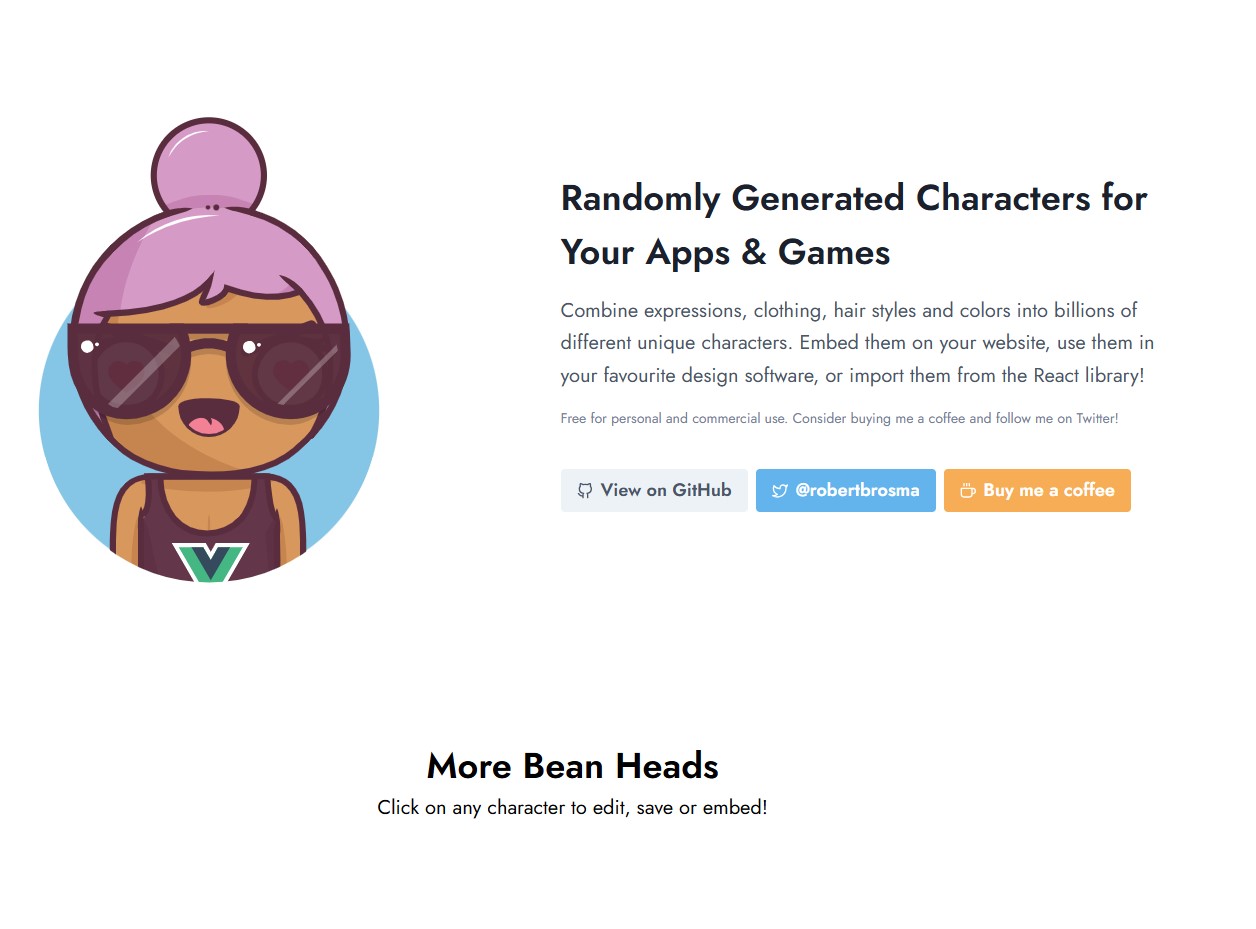 Randomly Generated Characters for
Your Apps & Games
Combine expressions, clothing, hair styles and colors into billions of
different unique characters. Embed them on your website, use them in
your favourite design software, or import them from the React library!
Free for personal and commercial use. Consider buying me a coffee and follow me on Twitter!
View on GitHub
@robertbrosma
Buy me a coffee
More Bean Heads
Click on any character to edit, save or embed!